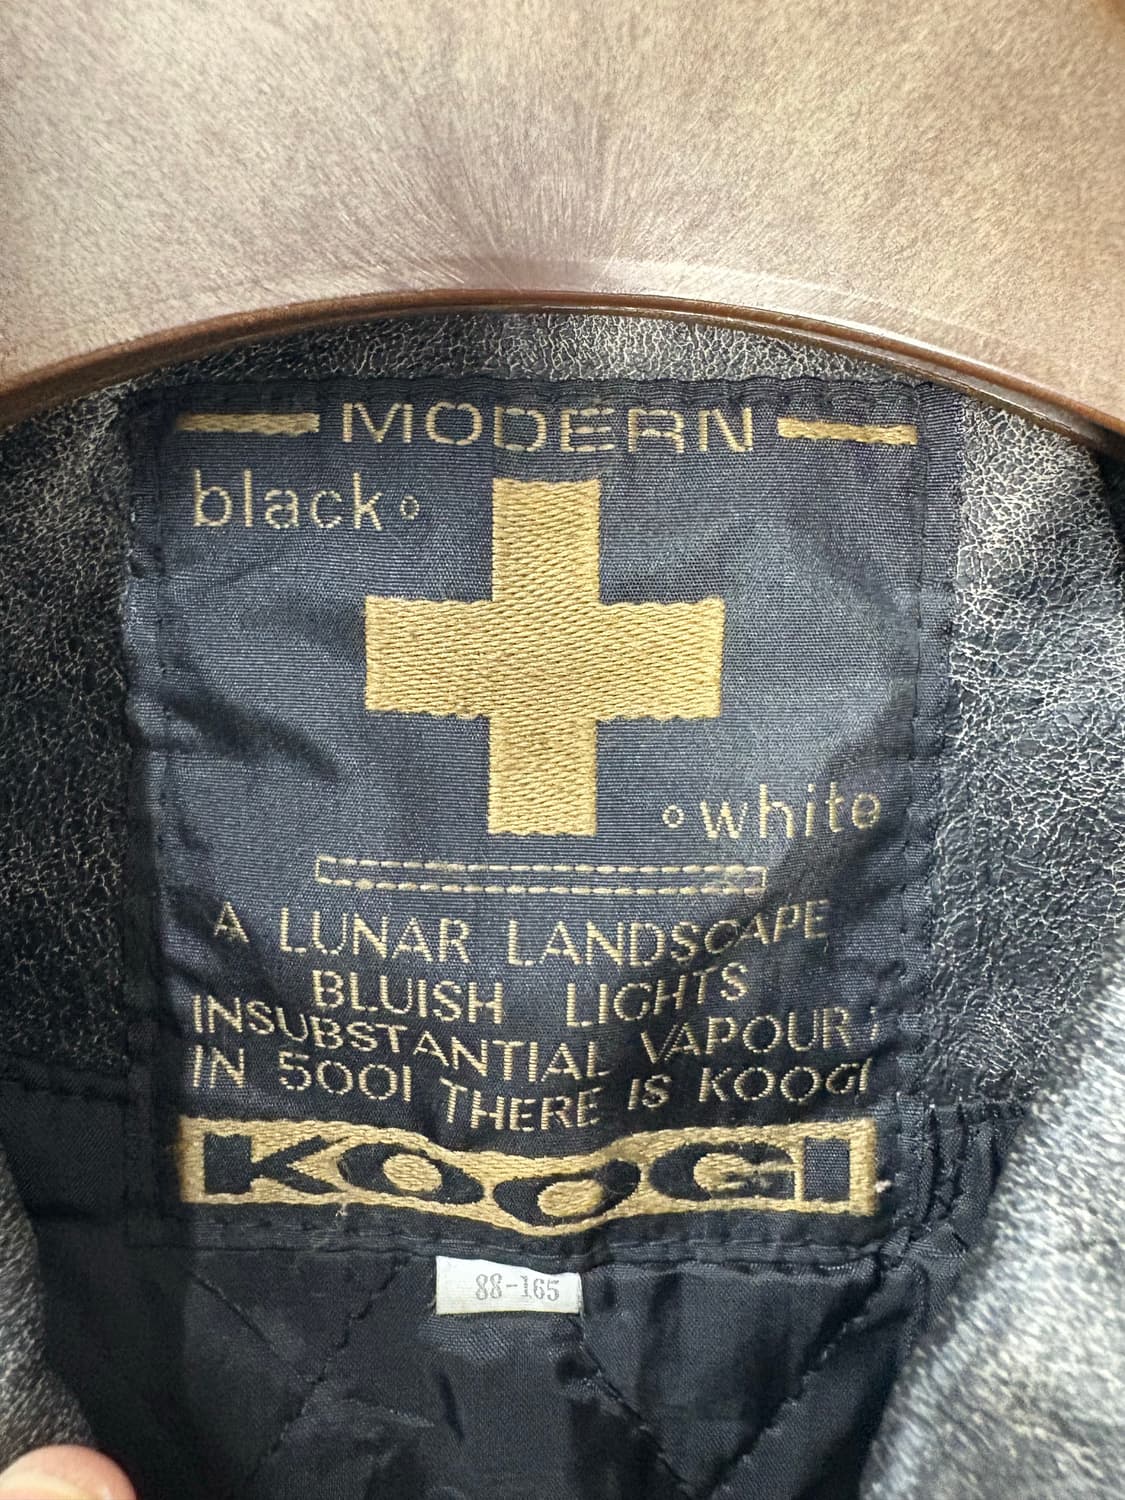 MODERN
black
white
A LUNAR LANDSCAPE
BLUISH LIGHTS
INSUBSTANTIAL VAPOUR
IN 5001 THERE IS KOOGI
KOOGI
88-165